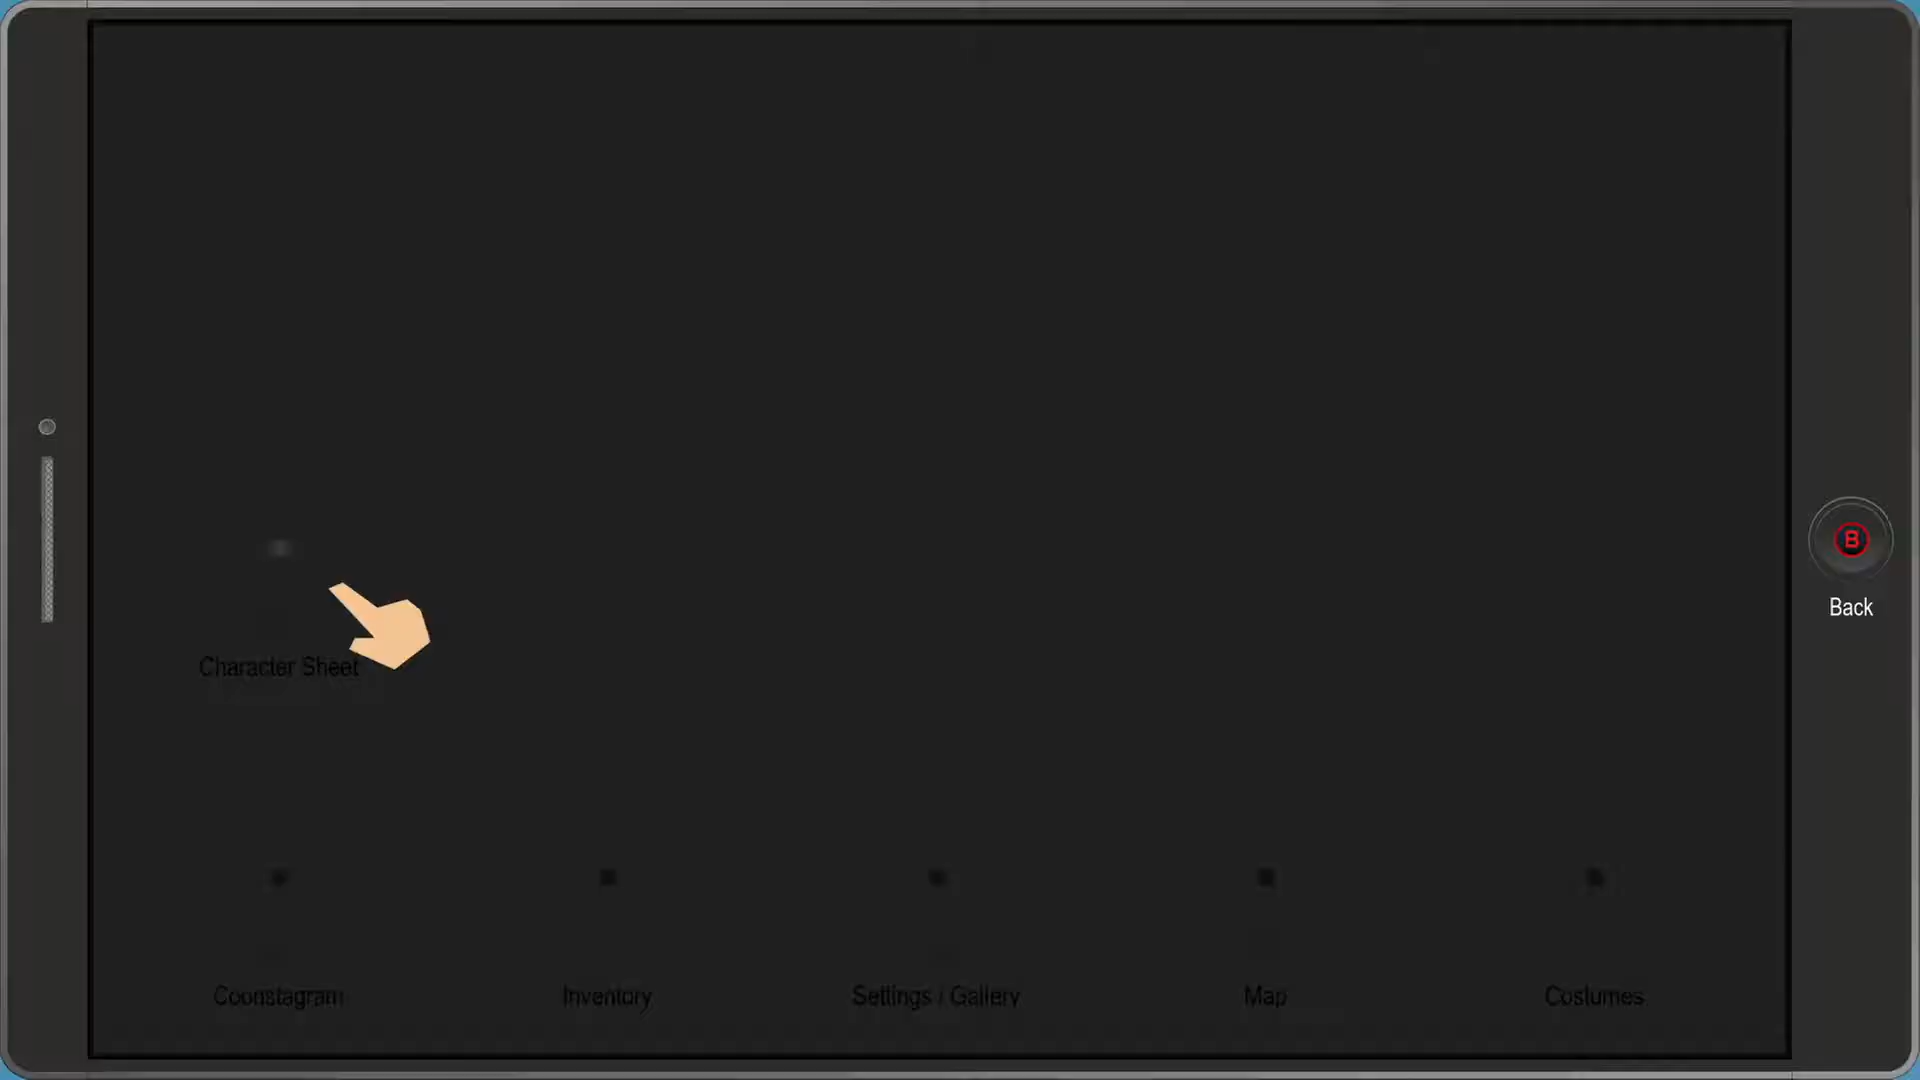 B
Back
Character Sheet
Coonstagram
Inventory
Settings / Gallery
Map
Costumes